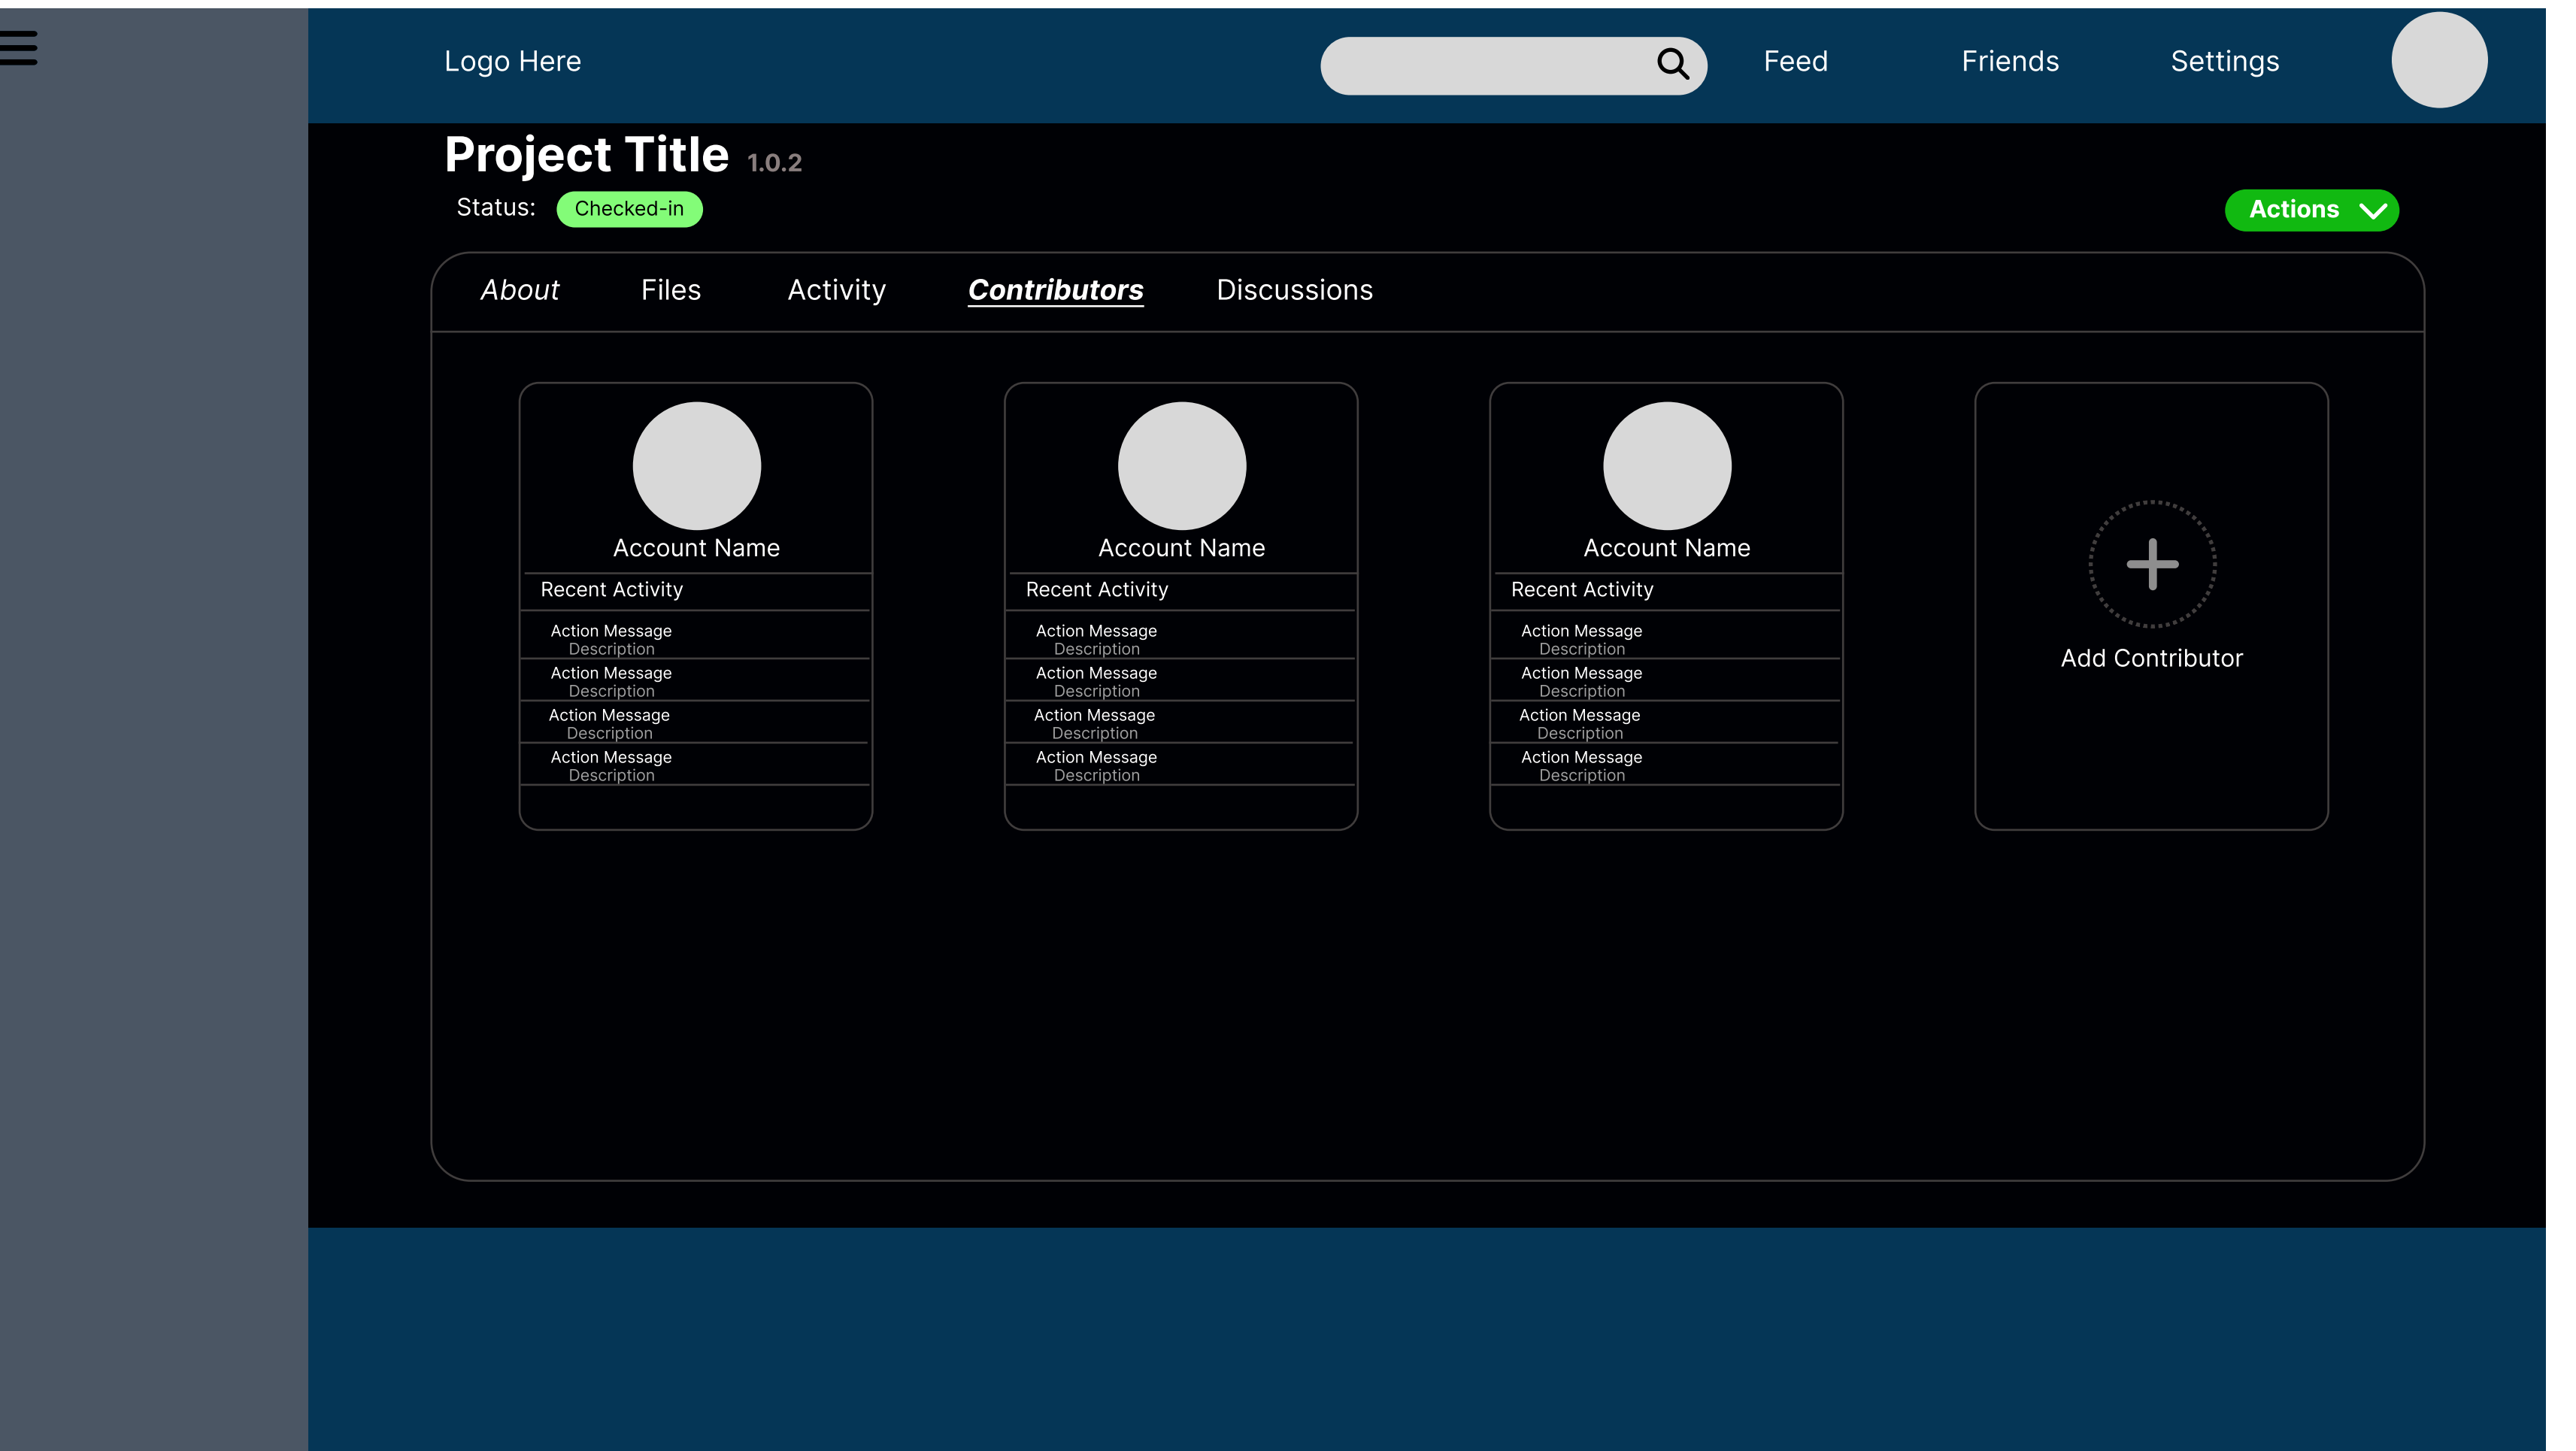 Logo Here
Feed
Friends
Settings
Project Title 1.0.2
Status: Checked-in
Actions
About
Files
Activity
Contributors
Discussions
Account Name
Recent Activity
Action Message
Description
Action Message
Description
Action Message
Description
Action Message
Description
Account Name
Recent Activity
Action Message
Description
Action Message
Description
Action Message
Description
Action Message
Description
Account Name
Recent Activity
Action Message
Description
Action Message
Description
Action Message
Description
Action Message
Description
Add Contributor